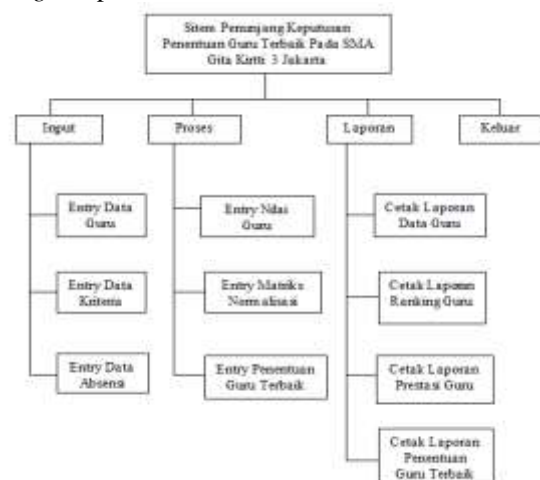 Sistem Penunjang Keputusan
Penentuan Guru Terbaik Pada SMA
Gita Kirtti 3 Jakarta
Input
Proses
Laporan
Keluar
Entry Data
Guru
Entry Data
Kriteria
Entry Data
Absensi
Entry Nilai
Guru
Entry Matriks
Normalisasi
Entry Penentuan
Guru Terbaik
Cetak Laporan
Data Guru
Cetak Laporan
Ranking Guru
Cetak Laporan
Prestasi Guru
Cetak Laporan
Penentuan
Guru Terbaik